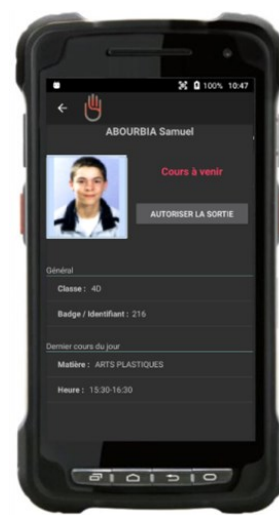 100% 10:47
ABOURBIA Samuel
Cours à venir
AUTORISER LA SORTIE
Général
Classe : 4D
Badge / Identifiant : 216
Dernier cours du jour
Matière : ARTS PLASTIQUES
Heure : 15:30-16:30